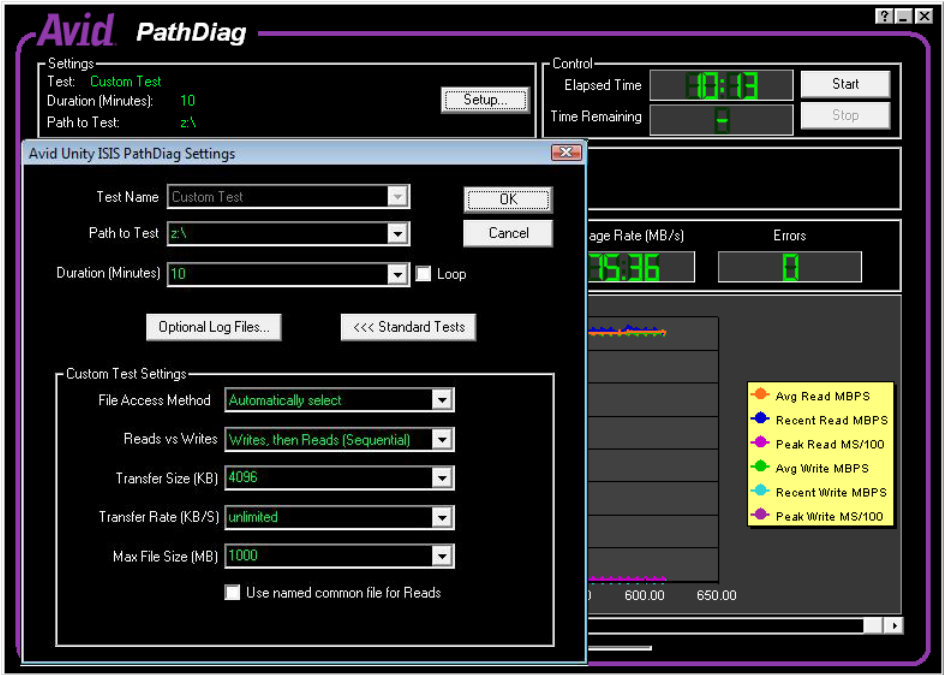 Avid PathDiag
Settings
Test: Custom Test
Duration (Minutes): 10
Path to Test: z:\
Setup...
Control
Elapsed Time 10:13
Start
Time Remaining -
Stop
Avid Unity ISIS PathDiag Settings
Test Name Custom Test
OK
Path to Test z:\
Cancel
Duration (Minutes) 10
Loop
Optional Log Files...
<<< Standard Tests
Custom Test Settings
File Access Method Automatically select
Reads vs Writes Writes, then Reads (Sequential)
Transfer Size (KB) 4096
Transfer Rate (KB/S) unlimited
Max File Size (MB) 1000
Use named common file for Reads
age Rate (MB/s)
75.36
Errors
0
Avg Read MBPS
Recent Read MBPS
Peak Read MS/100
Avg Write MBPS
Recent Write MBPS
Peak Write MS/100
600.00 650.00